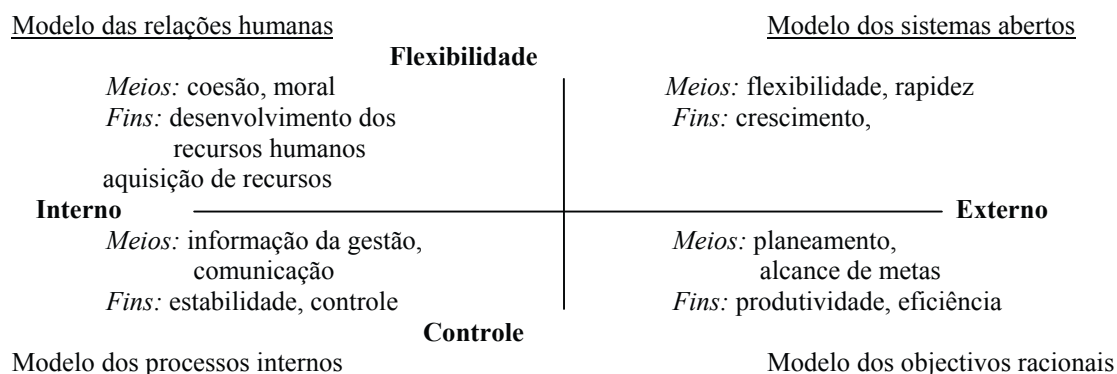 Modelo das relações humanas Modelo dos sistemas abertos
Flexibilidade
Meios: coesão, moral Meios: flexibilidade, rapidez
Fins: desenvolvimento dos Fins: crescimento,
recursos humanos
aquisição de recursos
Interno Externo
Meios: informação da gestão, Meios: planeamento,
comunicação alcance de metas
Fins: estabilidade, controle Fins: produtividade, eficiência
Controle
Modelo dos processos internos Modelo dos objectivos racionais